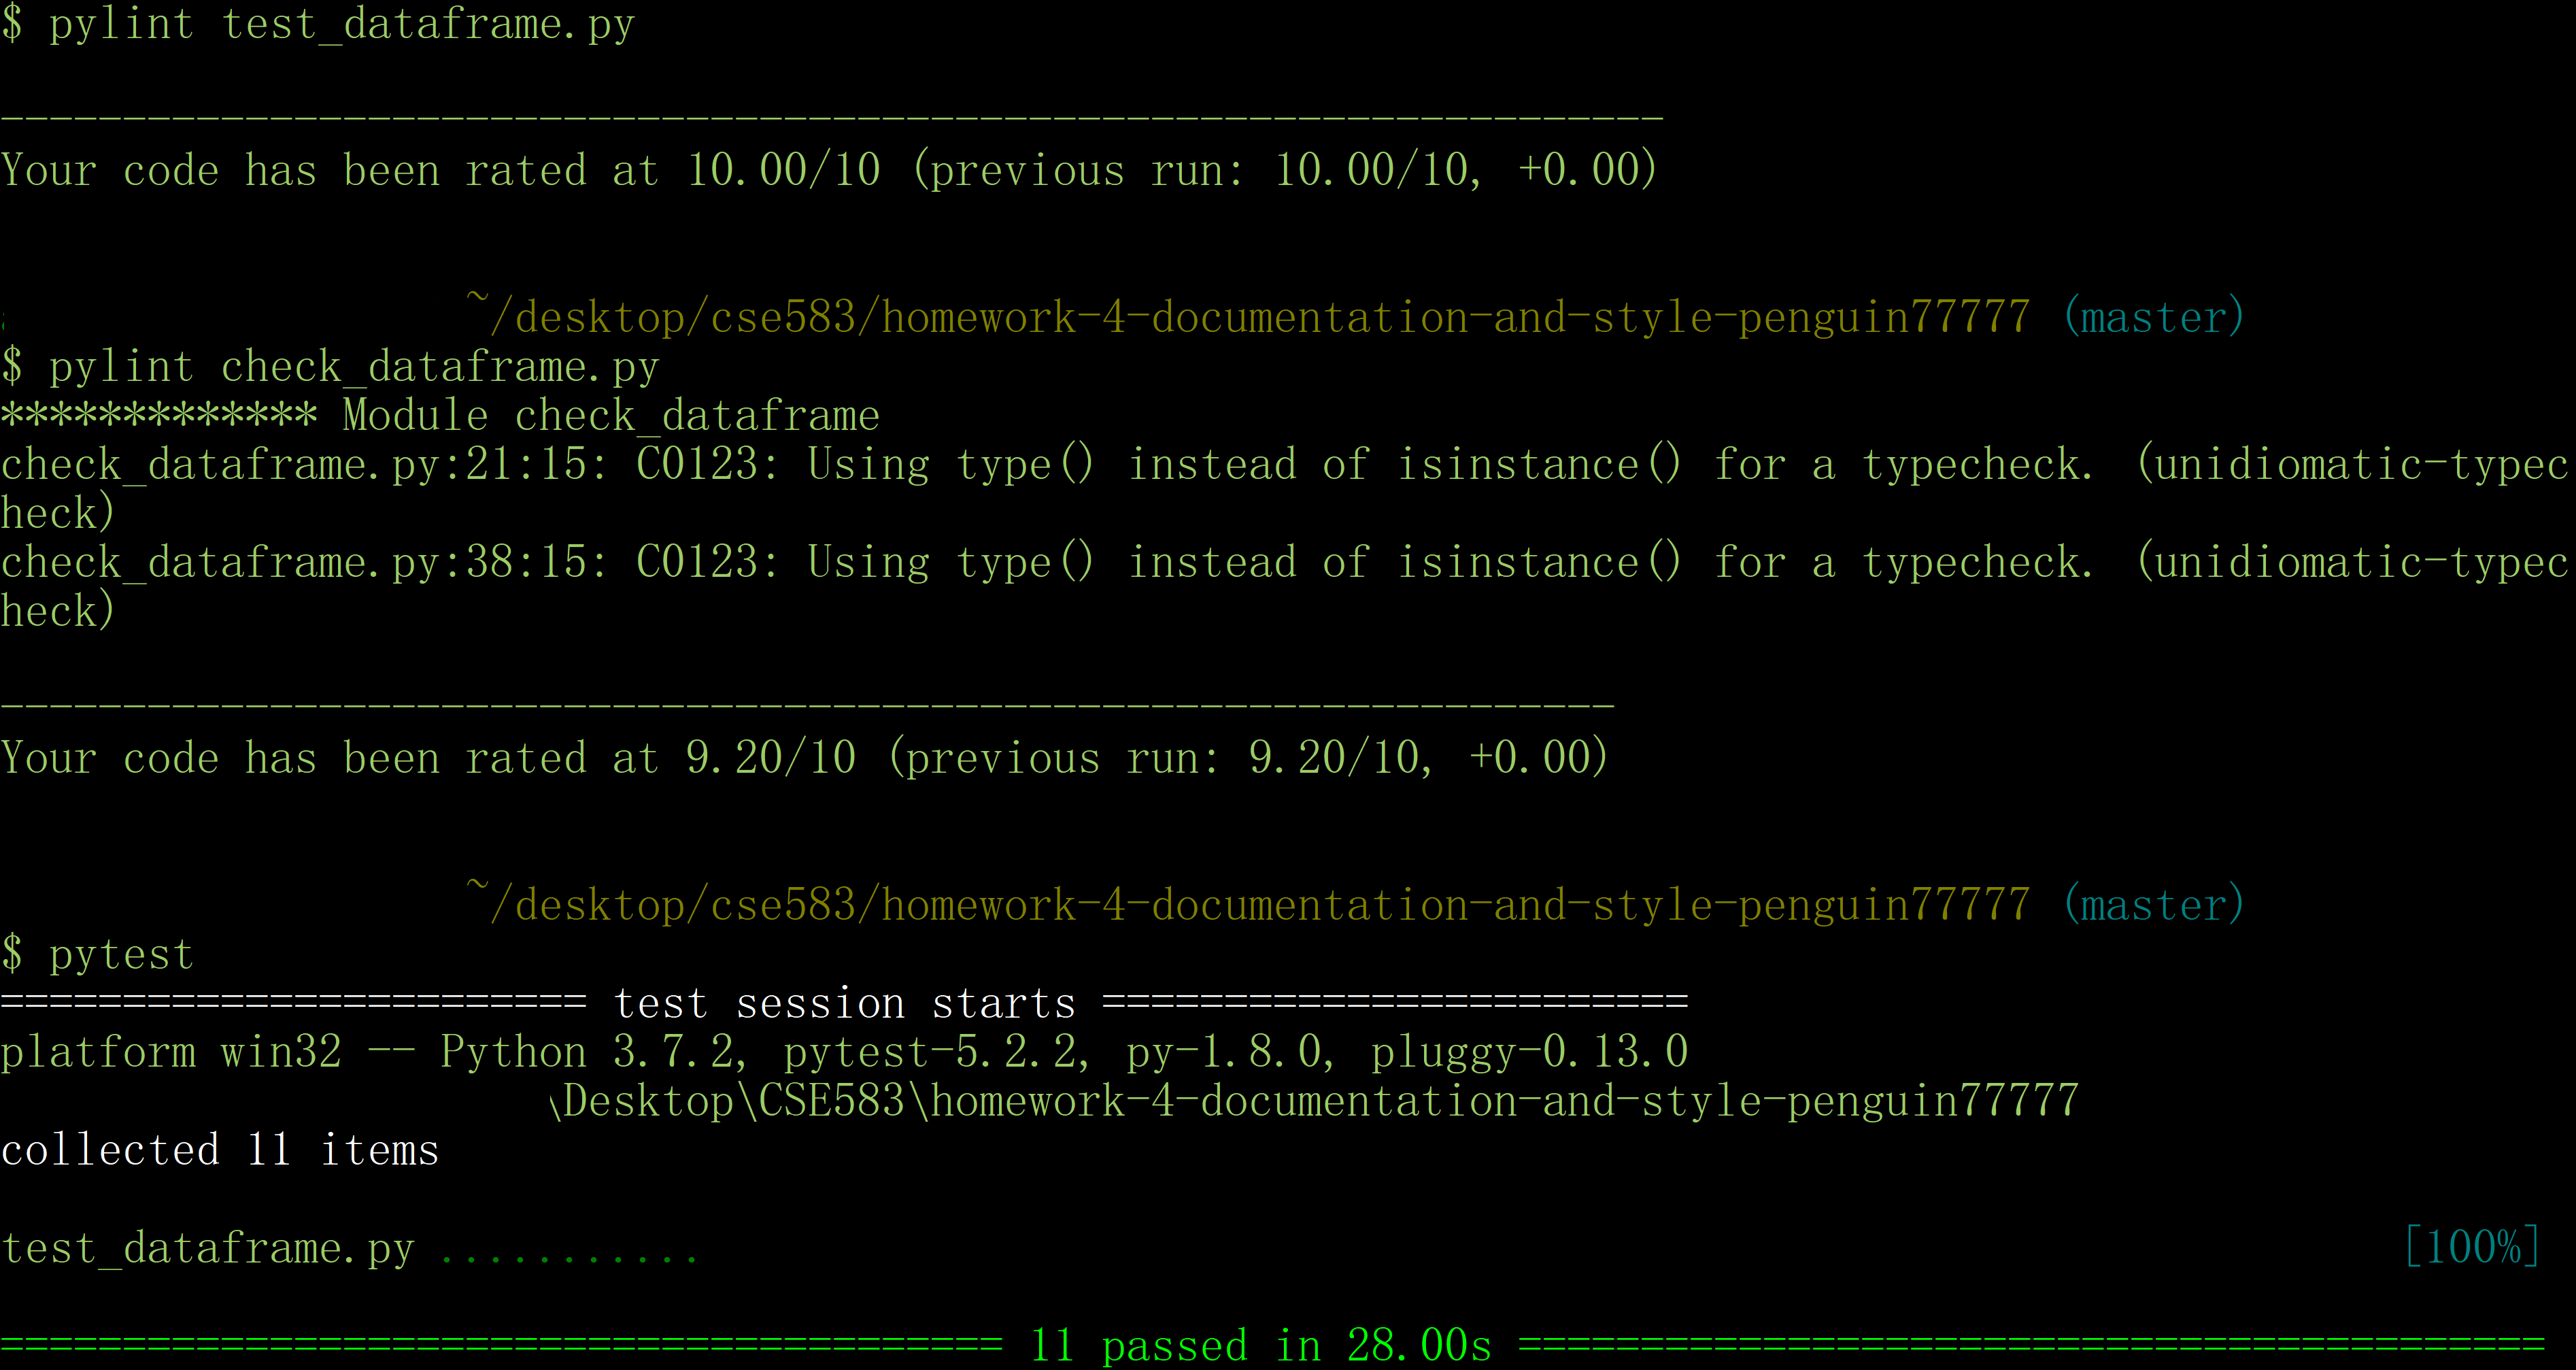 $ pylint test_dataframe.py
--------------------------------------------------------------------
Your code has been rated at 10.00/10 (previous run: 10.00/10, +0.00)
~/desktop/cse583/homework-4-documentation-and-style-penguin77777 (master)
$ pylint check_dataframe.py
************* Module check_dataframe
check_dataframe.py:21:15: C0123: Using type() instead of isinstance() for a typecheck. (unidiomatic-typec
heck)
check_dataframe.py:38:15: C0123: Using type() instead of isinstance() for a typecheck. (unidiomatic-typec
heck)
------------------------------------------------------------------
Your code has been rated at 9.20/10 (previous run: 9.20/10, +0.00)
~/desktop/cse583/homework-4-documentation-and-style-penguin77777 (master)
$ pytest
======================== test session starts ========================
platform win32 -- Python 3.7.2, pytest-5.2.2, py-1.8.0, pluggy-0.13.0
\Desktop\CSE583\homework-4-documentation-and-style-penguin77777
collected 11 items
test_dataframe.py ........... [100%]
========================================= 11 passed in 28.00s ==========================================